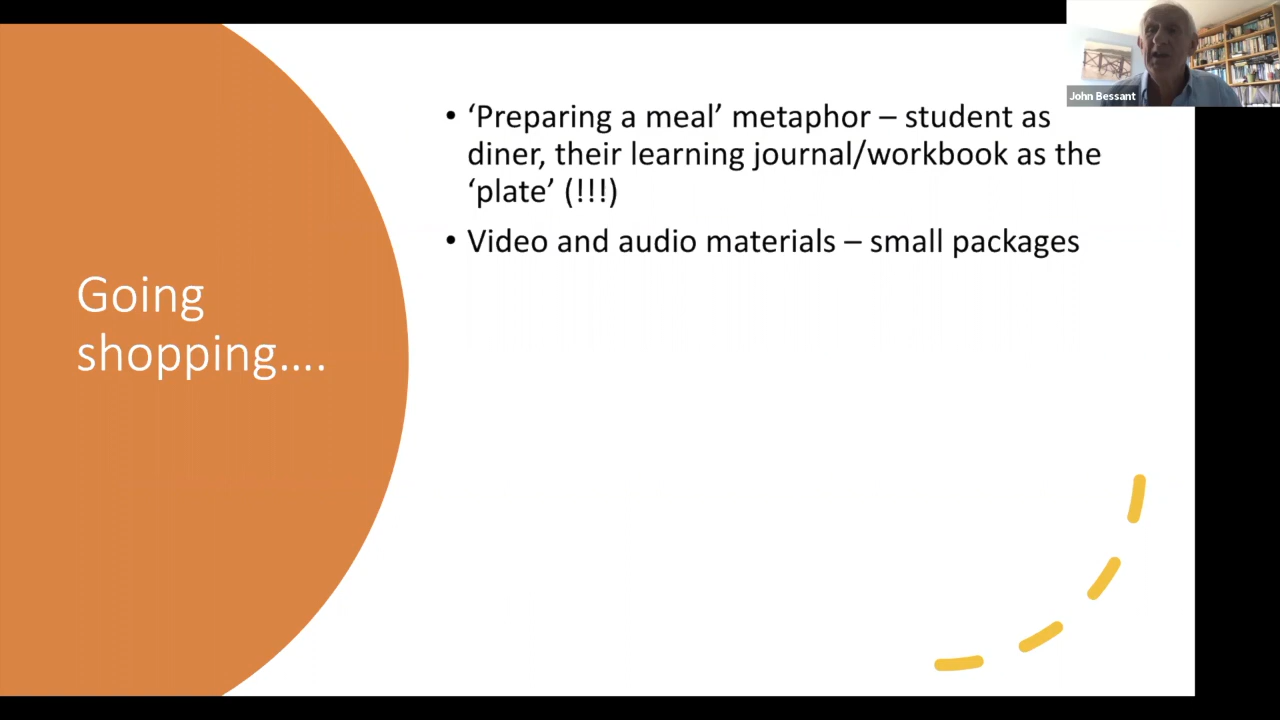 Going
shopping....
• ‘Preparing a meal’ metaphor – student as
diner, their learning journal/workbook as the
‘plate’ (!!!)
• Video and audio materials – small packages
John Bessant